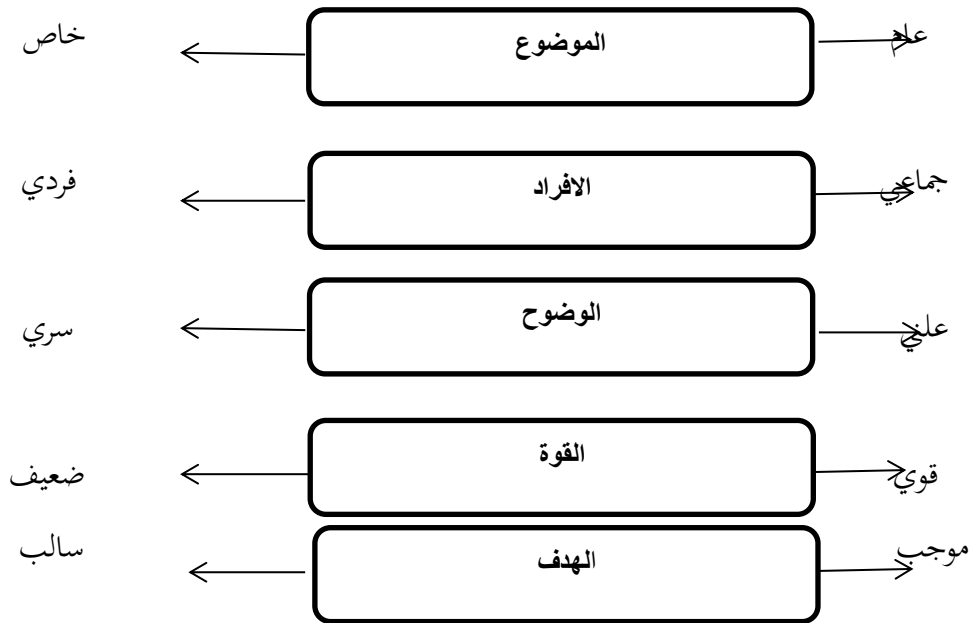 عام الموضوع خاص
جماعي الافراد فردي
علني الوضوح سري
قوي القوة ضعيف
موجب الهدف سالب